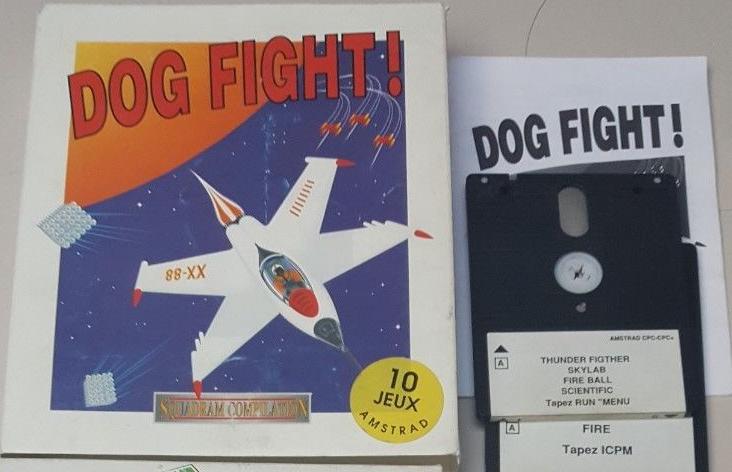 DOG FIGHT!
XX-88
SQUADRAM COMPILATION
10
JEUX
AMSTRAD
DOG FIGHT!
AMSTRAD CPC-CPC+
A
THUNDER FIGTHER
SKYLAB
FIRE BALL
SCIENTIFIC
Tapez RUN "MENU
A
FIRE
Tapez ICPM